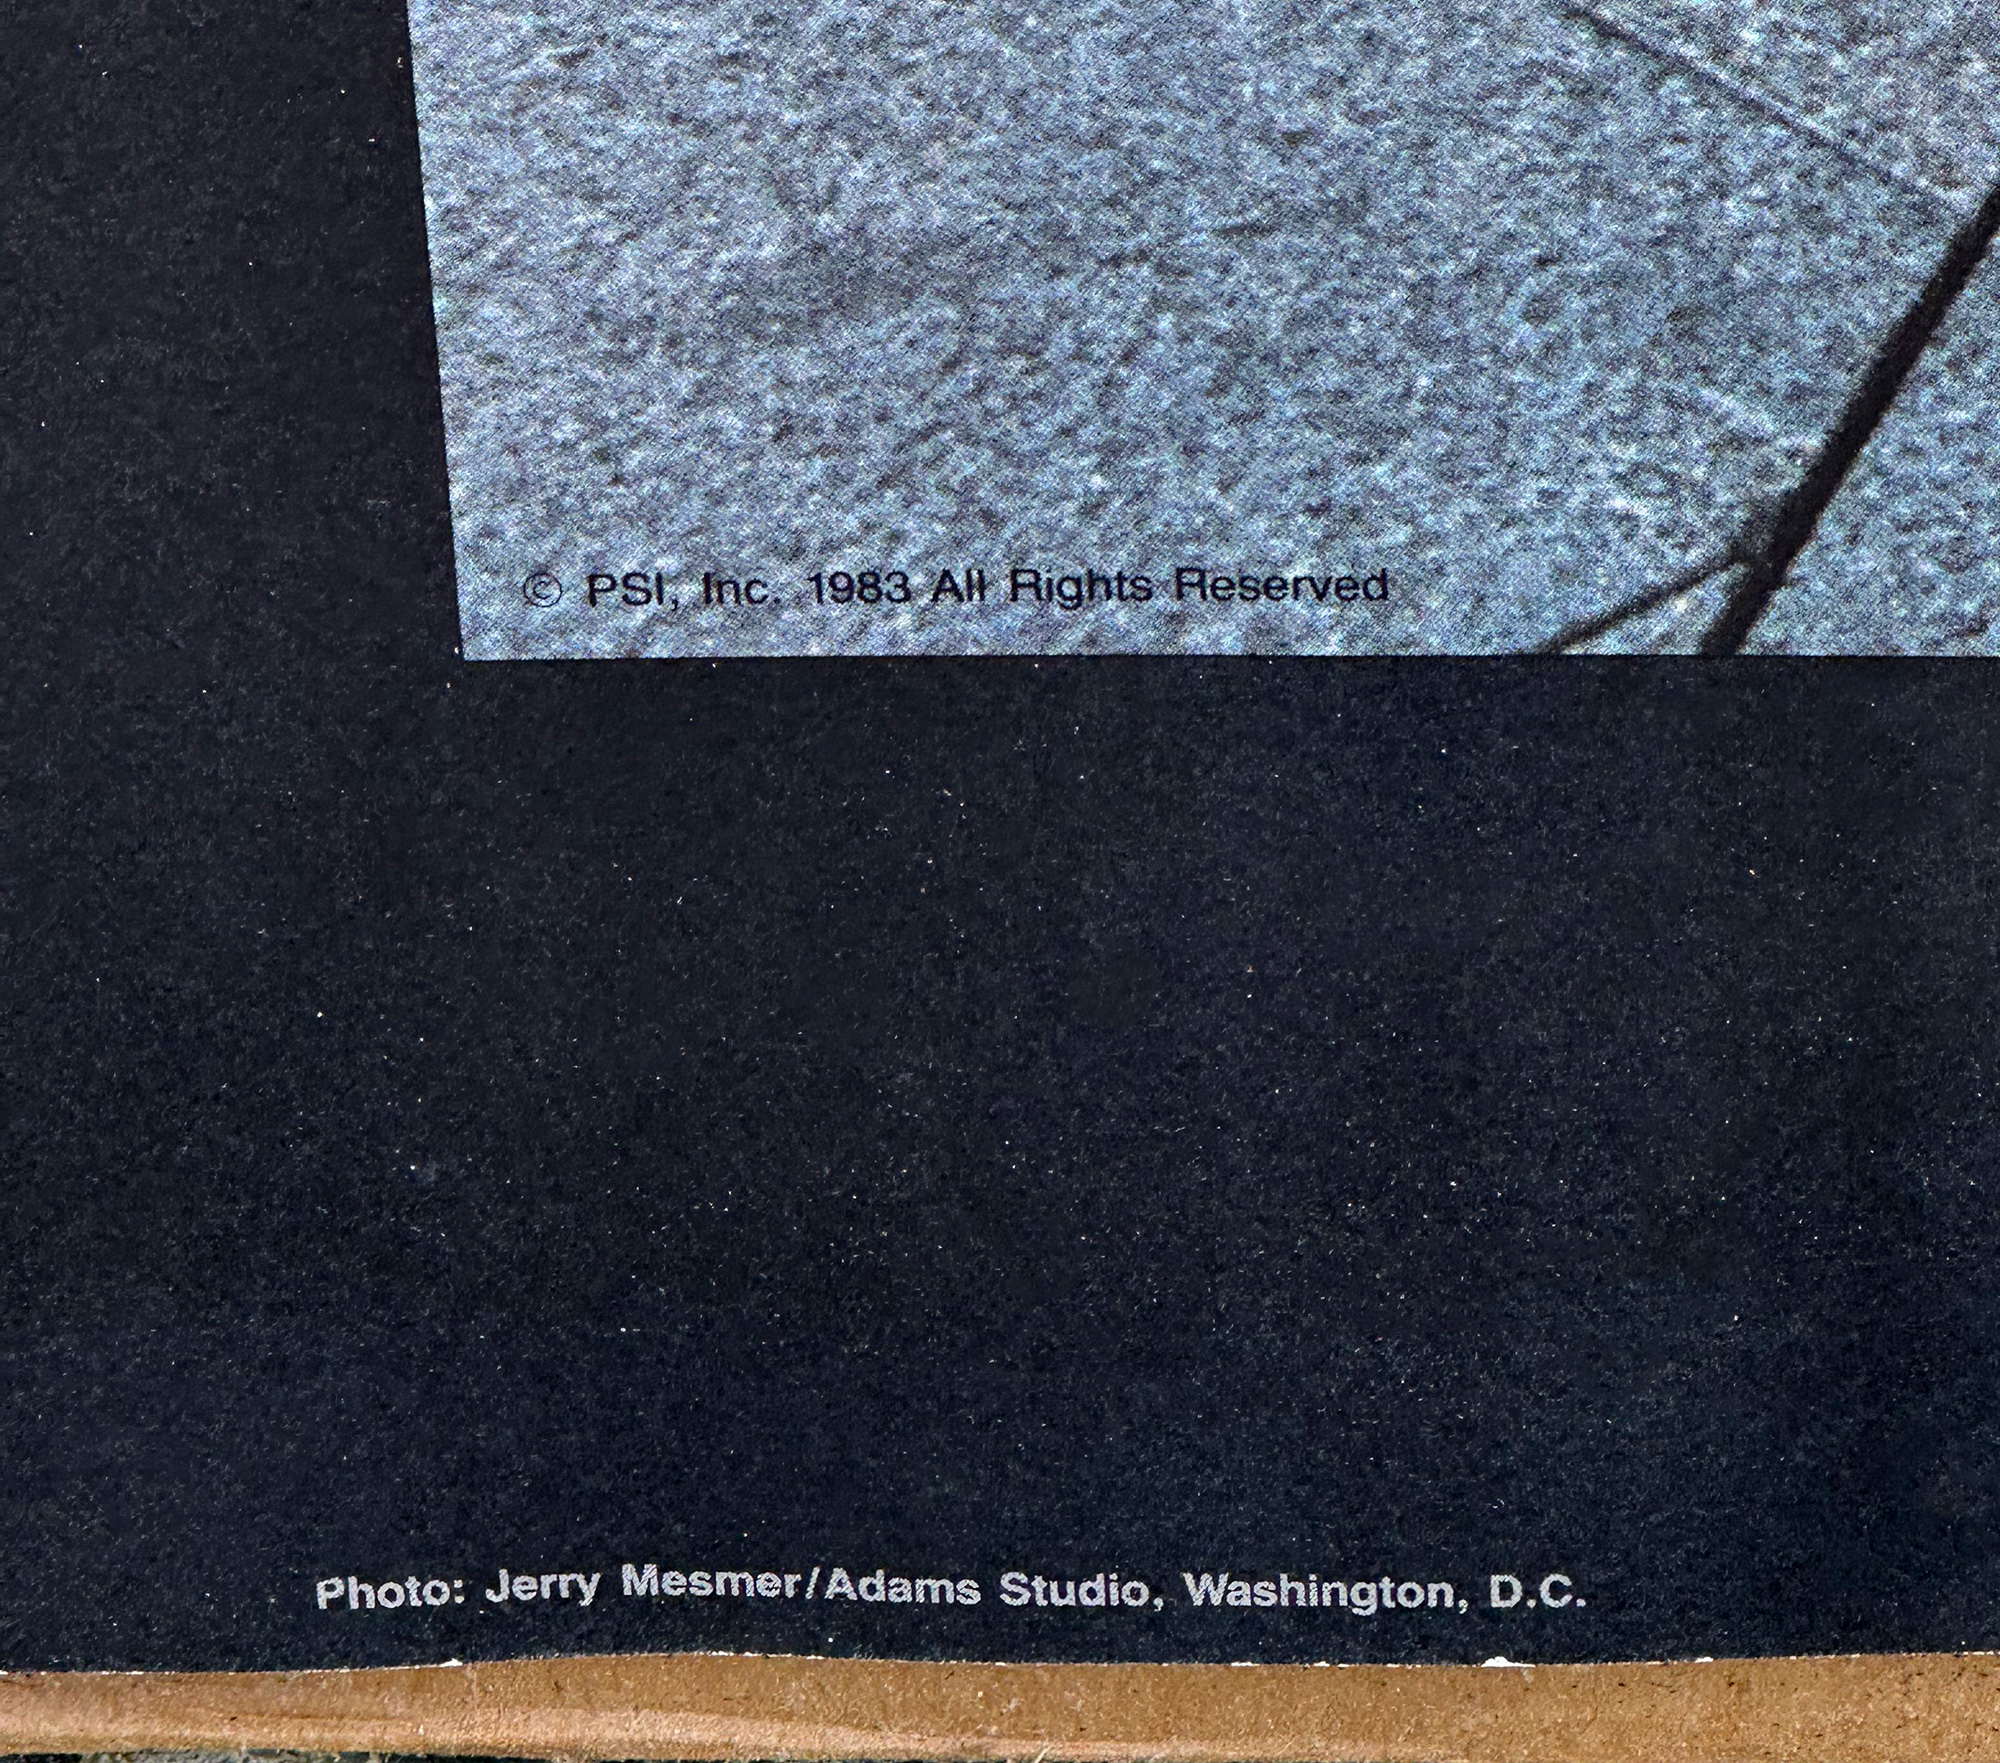 © PSI, Inc. 1983 All Rights Reserved
Photo: Jerry Mesmer/Adams Studio, Washington, D.C.